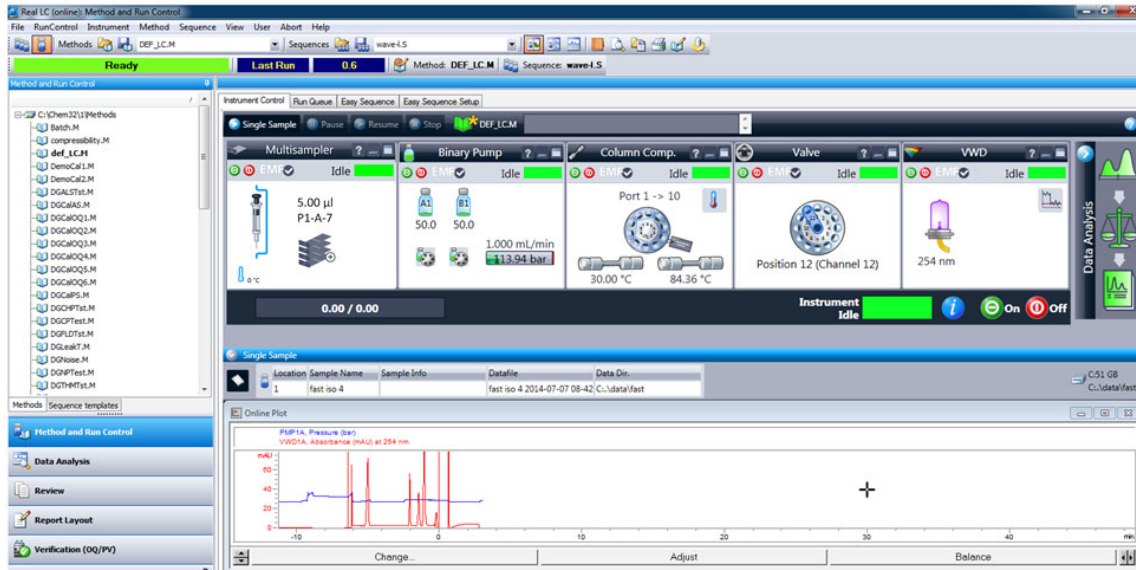 Real LC (online): Method and Run Control
File RunControl Instrument Method Sequence View User Abort Help
Methods DEF_LC.M Sequences wave-l.S
Ready Last Run 0.6 Method: DEF_LC.M Sequence: wave-l.S
Method and Run Control
C:\Chem32\1\Methods
Batch.M
compressibility.M
def_LC.M
DemoCal1.M
DemoCal2.M
DGALSTst.M
DGCalAS.M
DGCalOQ1.M
DGCalOQ2.M
DGCalOQ3.M
DGCalOQ4.M
DGCalOQ5.M
DGCalOQ6.M
DGCalPS.M
DGCHPTst.M
DGCPTest.M
DGFLDTst.M
DGLeakT.M
DGNoise.M
DGNPTest.M
DGTHMTst.M
Methods Sequence templates
Method and Run Control
Data Analysis
Review
Report Layout
Verification (OQ/PV)
Instrument Control Run Queue Easy Sequence Easy Sequence Setup
Single Sample Pause Resume Stop DEF_LC.M
Multisampler ? Binary Pump ? Column Comp. ? Valve ? VWD ?
EMF Idle EMF Idle EMF Idle EMF Idle EMF Idle
5.00 µl
P1-A-7
0 °C
A1 B1
50.0 50.0
1.000 mL/min
113.94 bar
Port 1 -> 10
30.00 °C 84.36 °C
Position 12 (Channel 12)
254 nm
Data Analysis
0.00 / 0.00
Instrument
Idle
On Off
Single Sample
Location Sample Name Sample Info Datafile Data Dir.
1 fast iso 4 fast iso 4 2014-07-07 08-42 C:..\data\fast
C:51 GB
C:..\data\fast
Online Plot
PMP1A, Pressure (bar)
VWD1A, Absorbance (mAU) at 254 nm
mAU
60
40
20
0
-10 0 10 20 30 40 min
Change... Adjust Balance